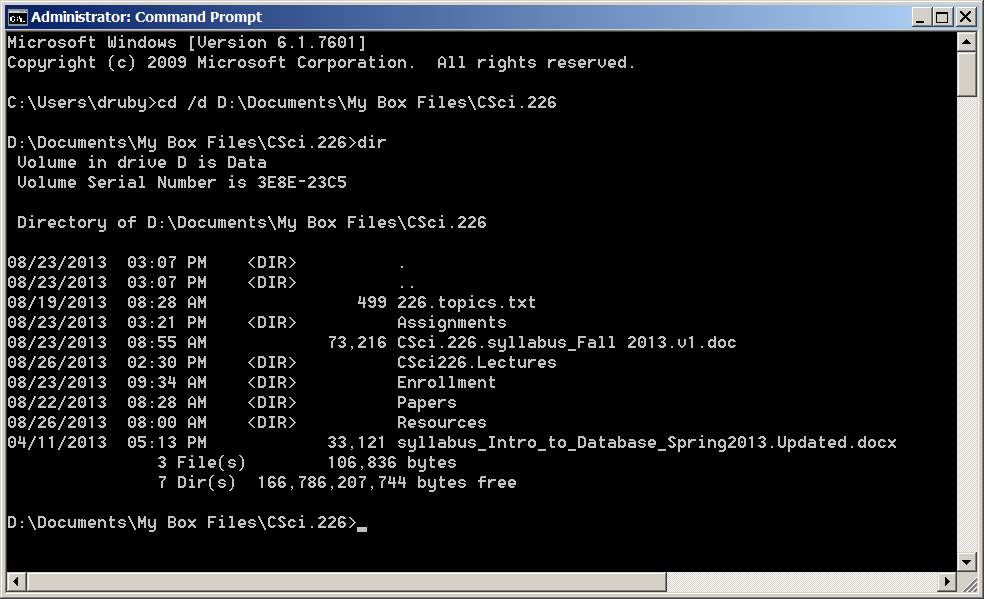 Administrator: Command Prompt
Microsoft Windows [Version 6.1.7601]
Copyright (c) 2009 Microsoft Corporation.  All rights reserved.
C:\Users\druby>cd /d D:\Documents\My Box Files\CSci.226
D:\Documents\My Box Files\CSci.226>dir
 Volume in drive D is Data
 Volume Serial Number is 3E8E-23C5
 Directory of D:\Documents\My Box Files\CSci.226
08/23/2013  03:07 PM    <DIR>          .
08/23/2013  03:07 PM    <DIR>          ..
08/19/2013  08:28 AM               499 226.topics.txt
08/23/2013  03:21 PM    <DIR>          Assignments
08/23/2013  08:55 AM            73,216 CSci.226.syllabus_Fall 2013.v1.doc
08/26/2013  02:30 PM    <DIR>          CSci226.Lectures
08/23/2013  09:34 AM    <DIR>          Enrollment
08/22/2013  08:28 AM    <DIR>          Papers
08/26/2013  08:00 AM    <DIR>          Resources
04/11/2013  05:13 PM            33,121 syllabus_Intro_to_Database_Spring2013.Updated.docx
               3 File(s)        106,836 bytes
               7 Dir(s)  166,786,207,744 bytes free
D:\Documents\My Box Files\CSci.226>_